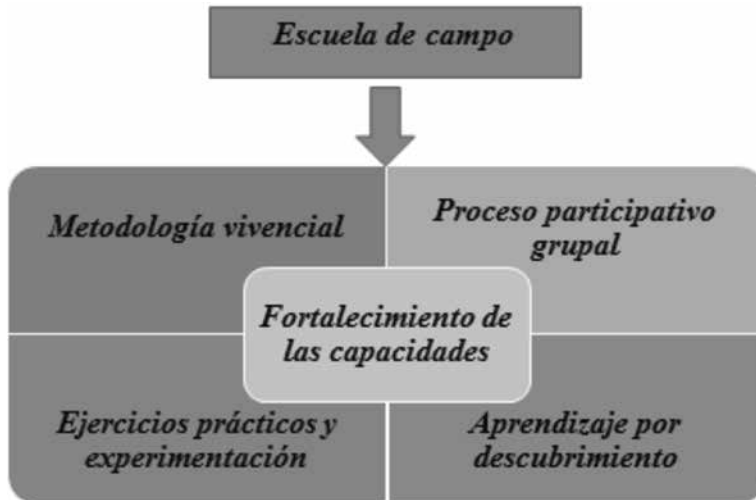 Escuela de campo
Metodología vivencial
Proceso participativo
grupal
Fortalecimiento de
las capacidades
Ejercicios prácticos y
experimentación
Aprendizaje por
descubrimiento